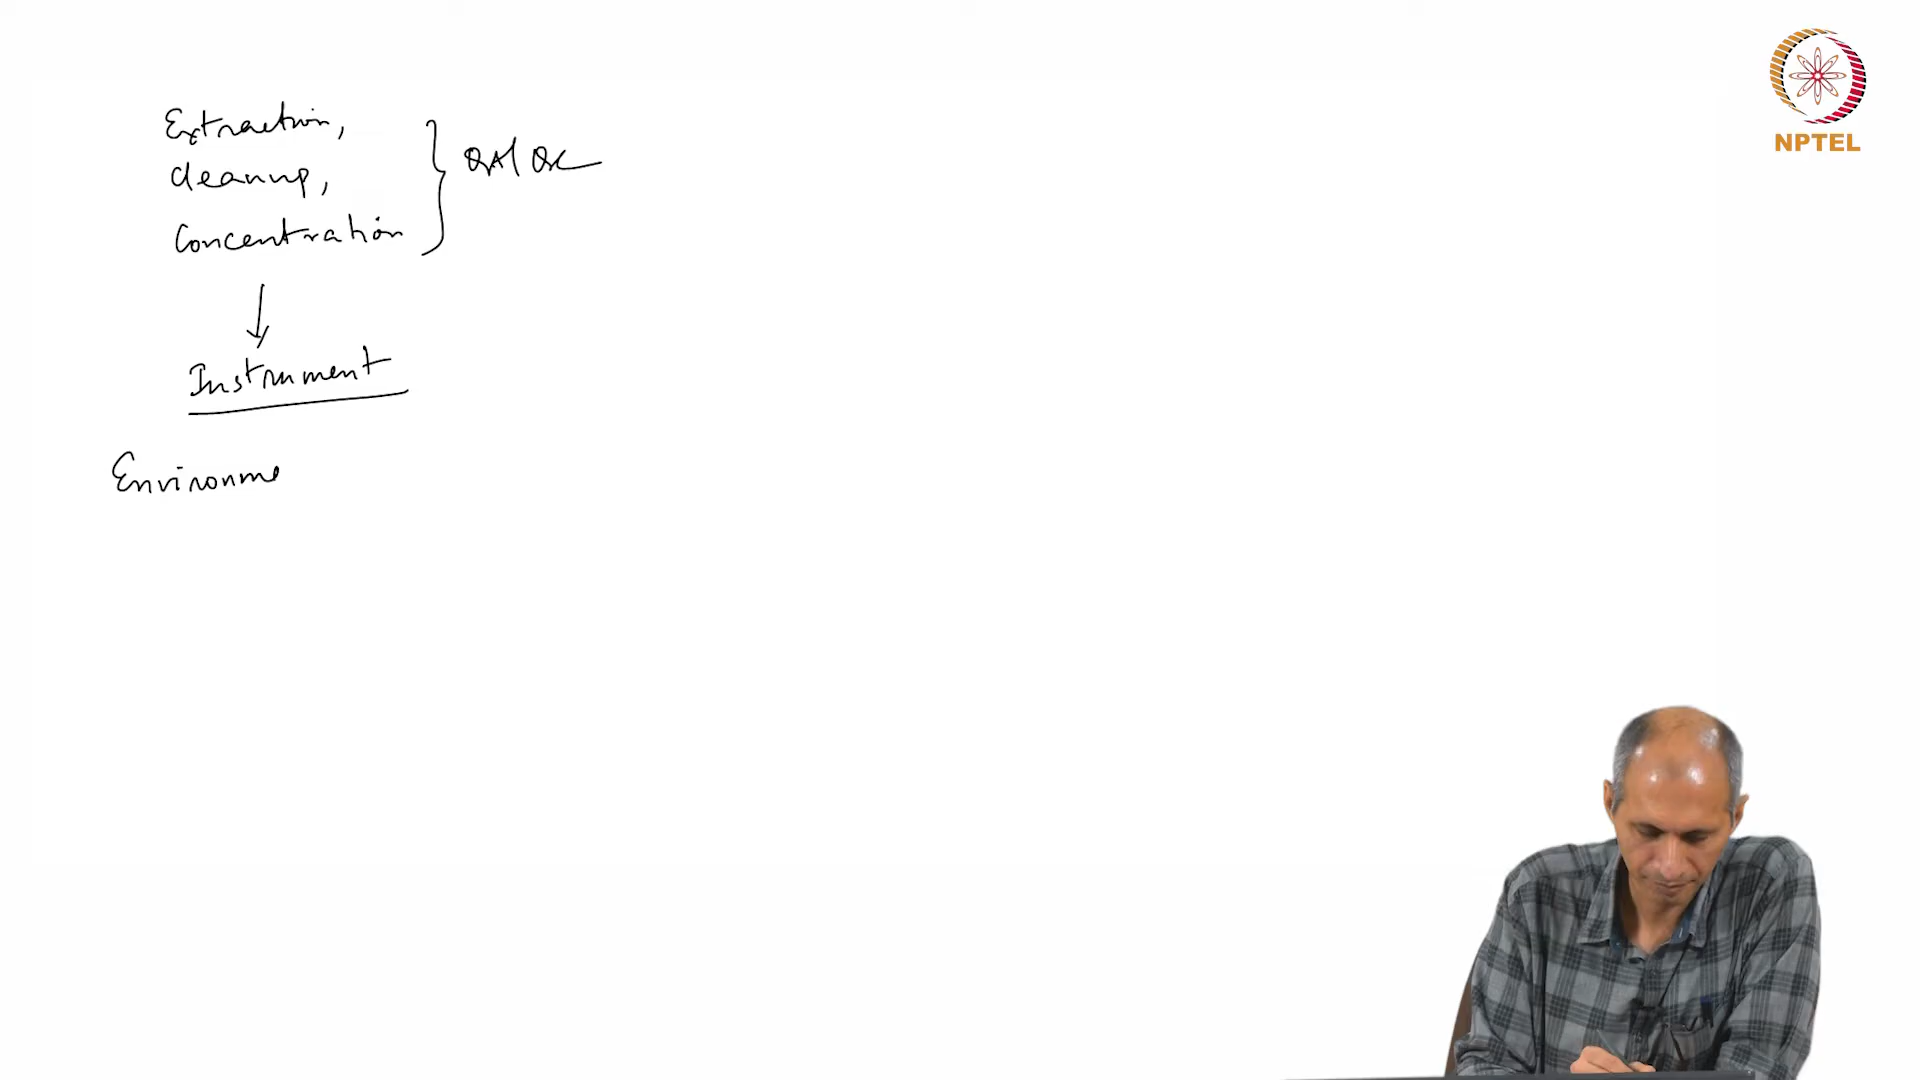 Extraction,
cleanup,
Concentration
QA/QC
↓
Instrument
Environme
NPTEL